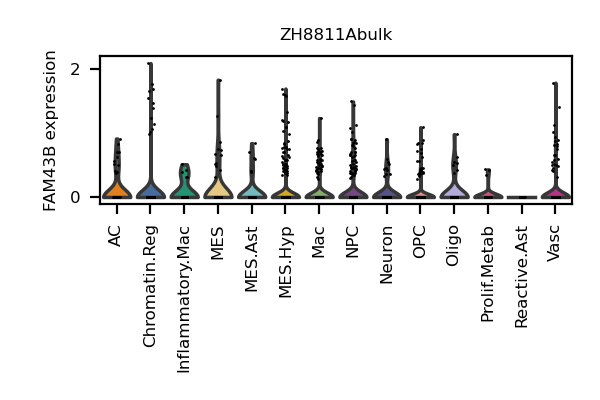 ZH8811Abulk
FAM43B expression
2
0
AC
Chromatin.Reg
Inflammatory.Mac
MES
MES.Ast
MES.Hyp
Mac
NPC
Neuron
OPC
Oligo
Prolif.Metab
Reactive.Ast
Vasc